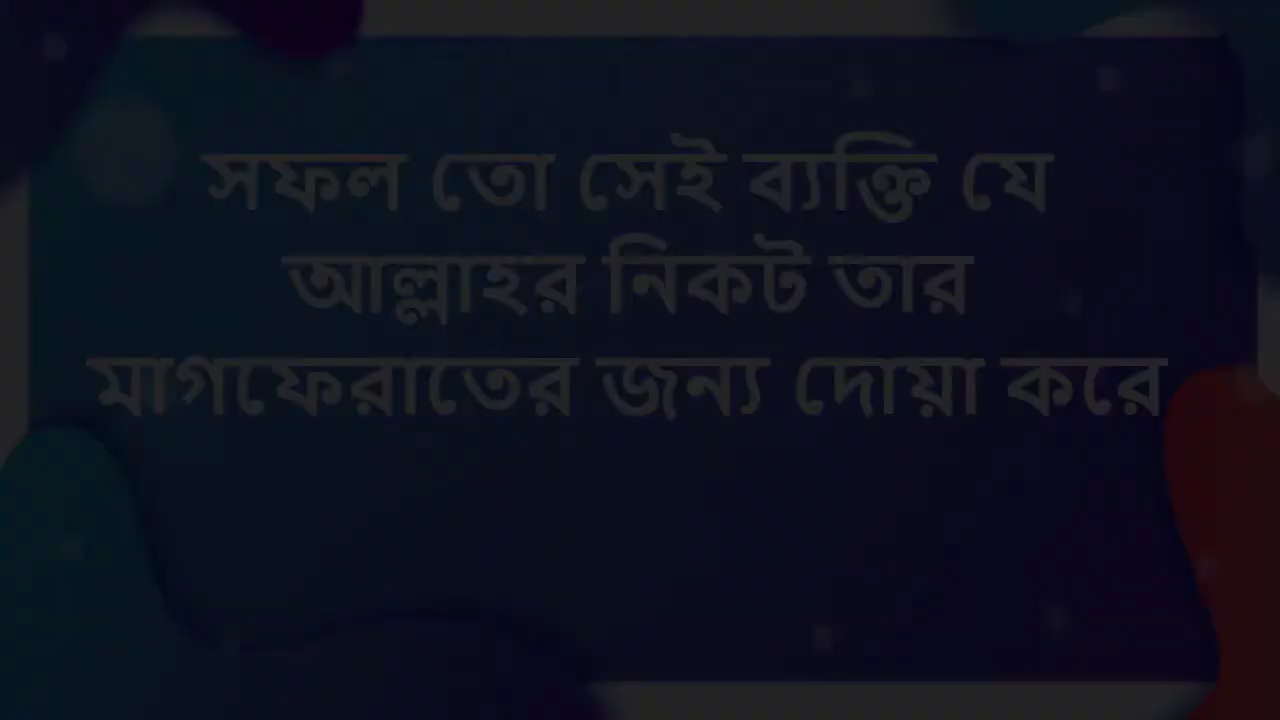 সফল তো সেই ব্যক্তি যে
আল্লাহর নিকট তার
মাগফেরাতের জন্য দোয়া করে